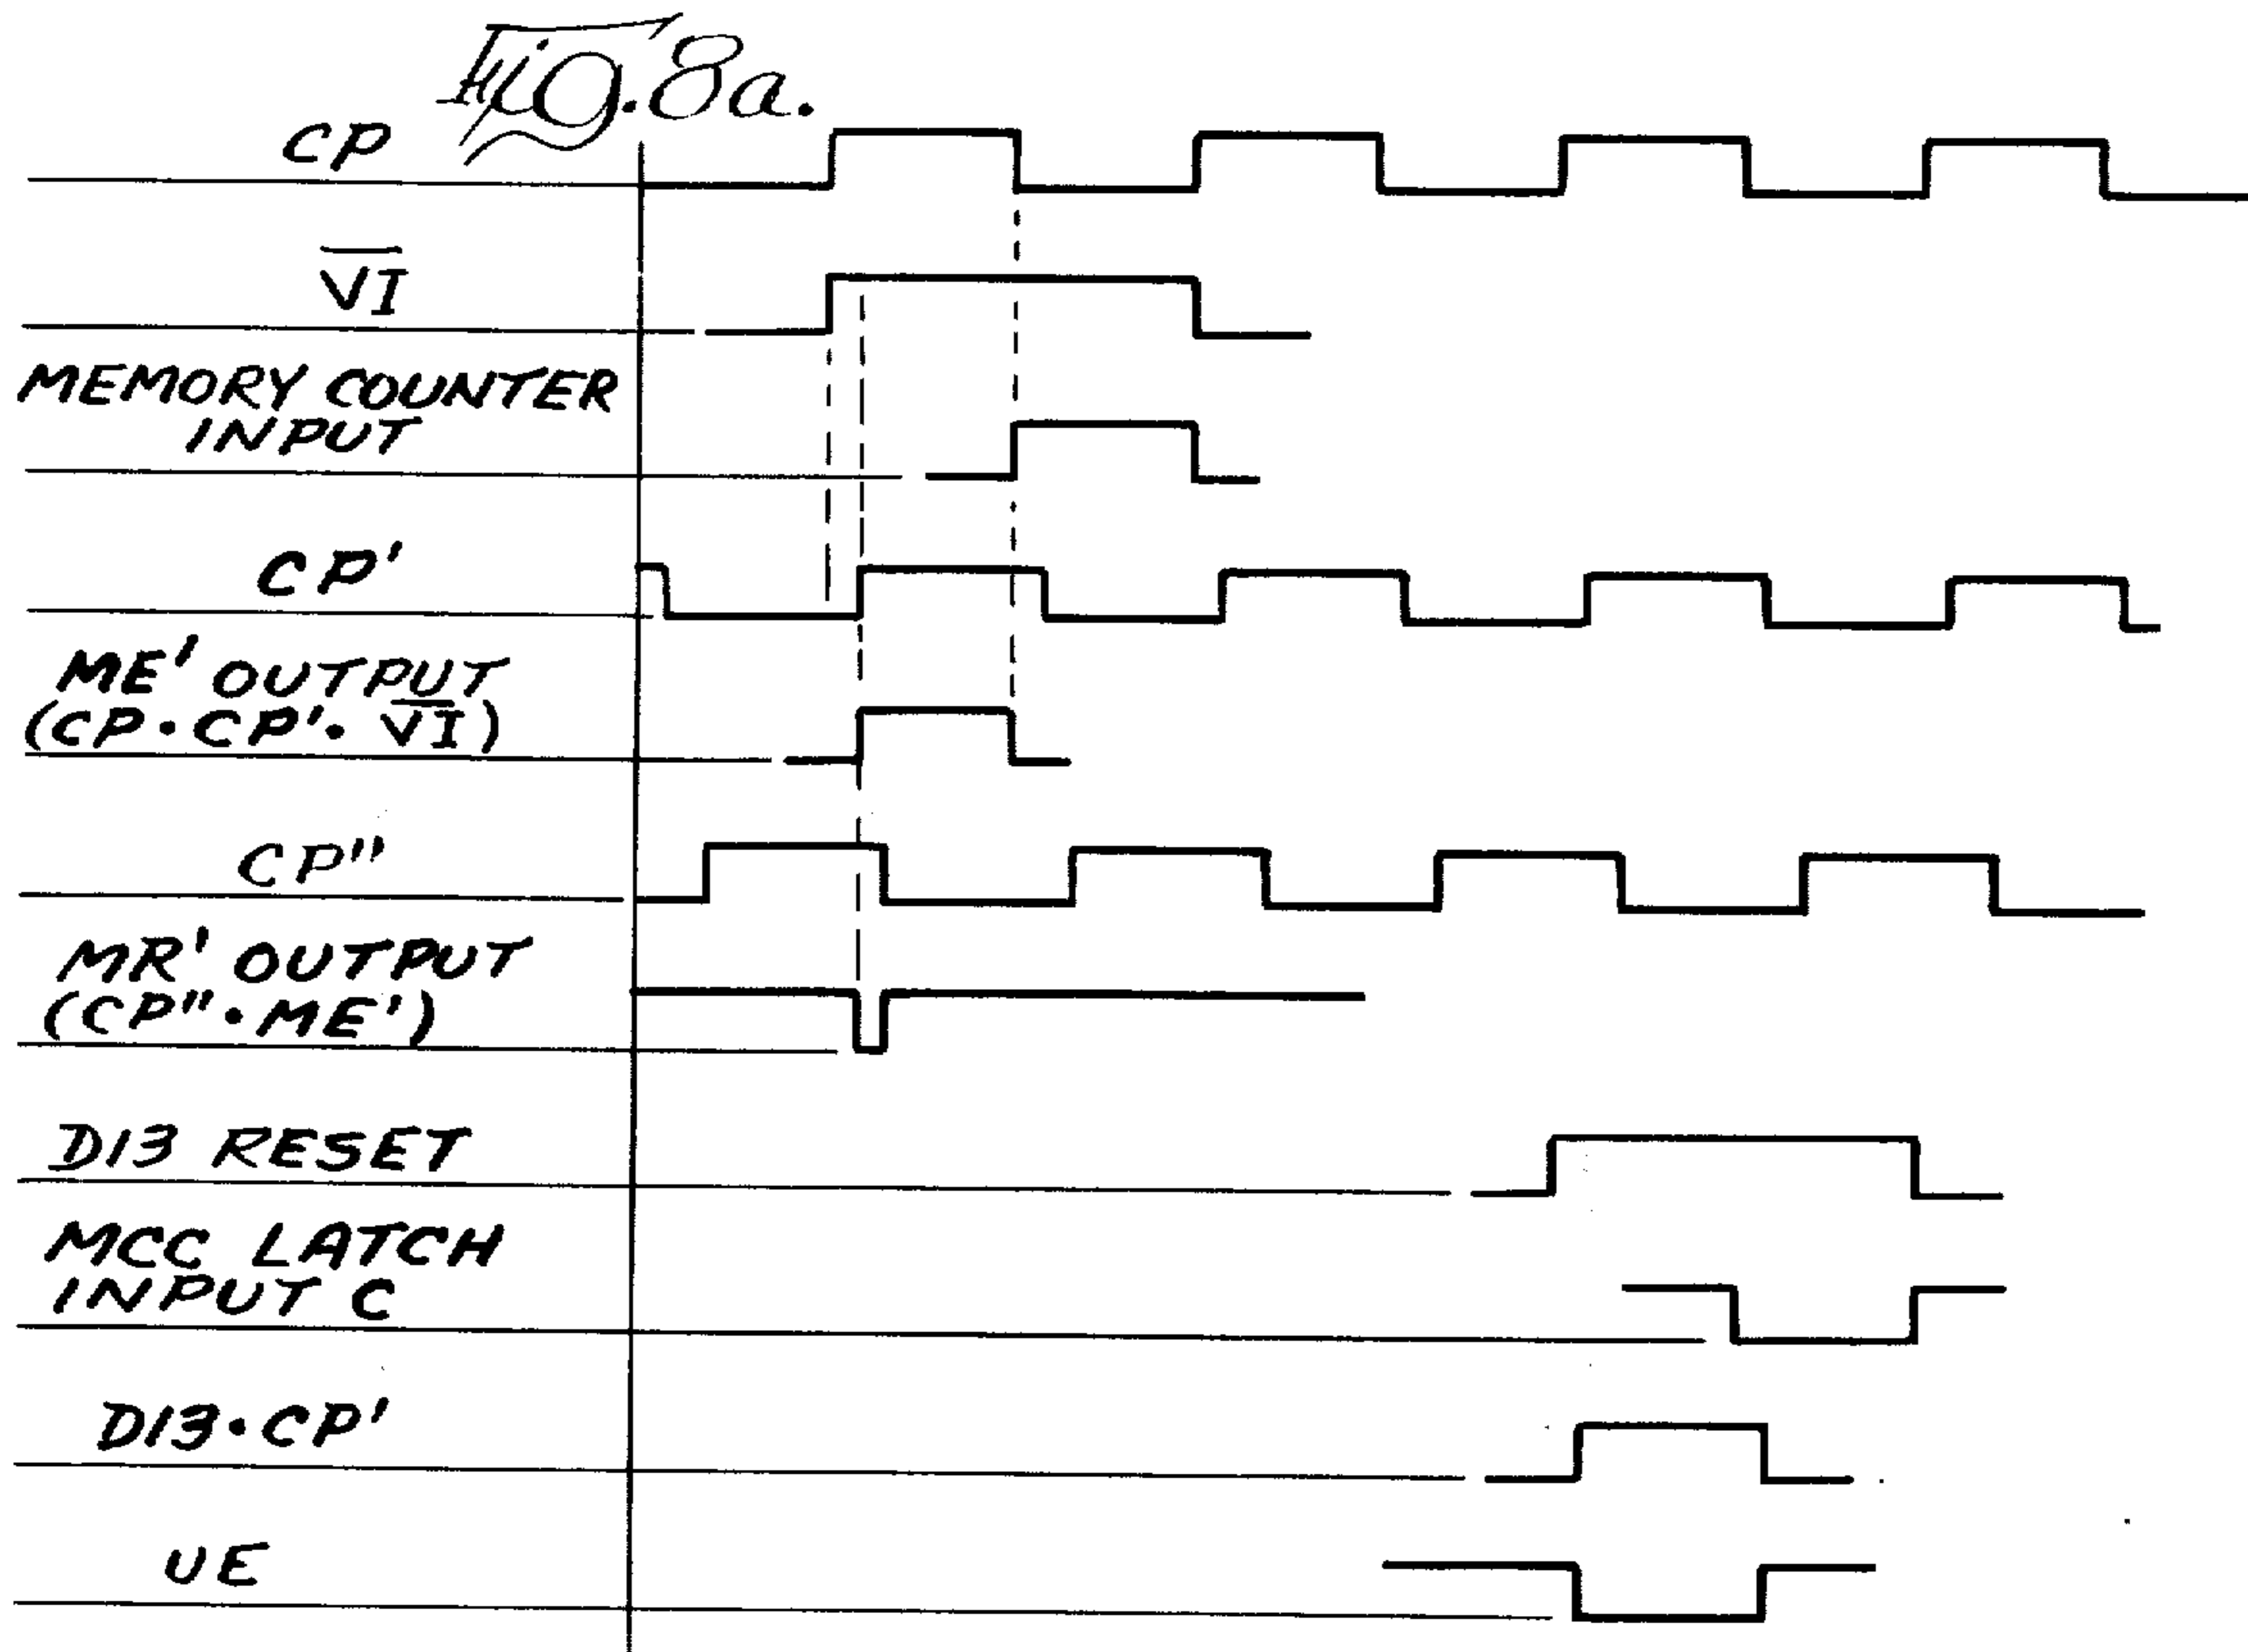 Fig. 8a.
CP
V̅I̅
MEMORY COUNTER
INPUT
CP'
ME' OUTPUT
(CP·CP'·V̅I̅)
CP"
MR' OUTPUT
(CP"·ME')
D13 RESET
MCC LATCH
INPUT C
D13·CP'
UE